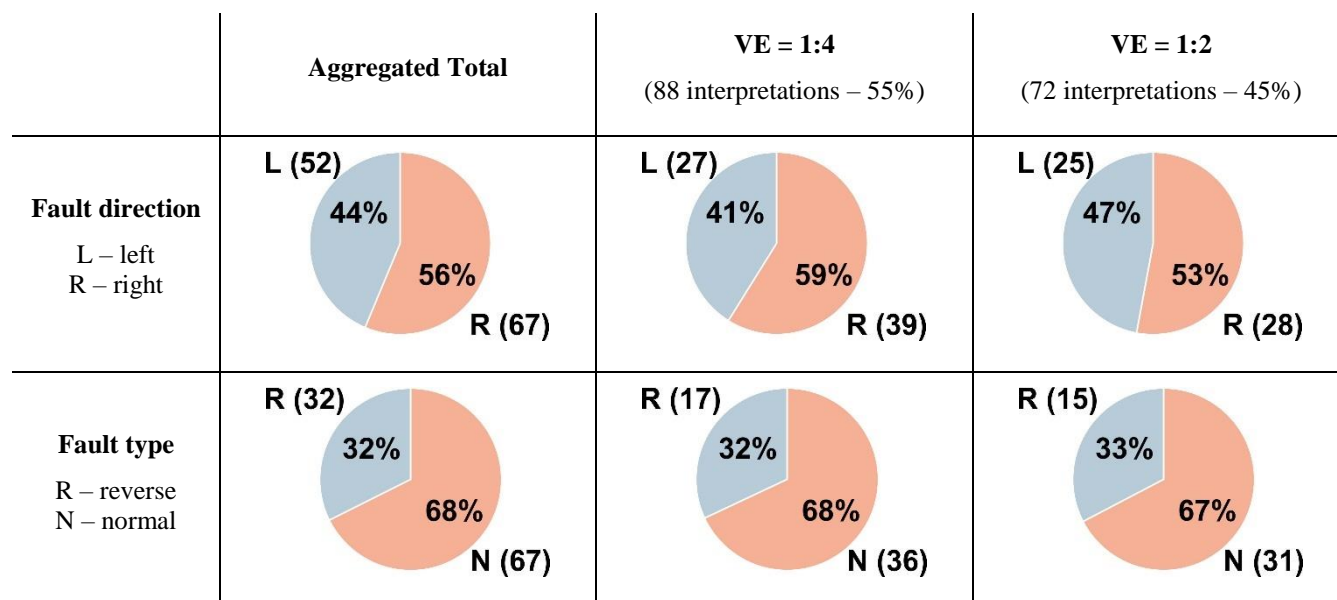 Aggregated Total
VE = 1:4
(88 interpretations – 55%)
VE = 1:2
(72 interpretations – 45%)
Fault direction
L – left
R – right
L (52)
44%
56%
R (67)
L (27)
41%
59%
R (39)
L (25)
47%
53%
R (28)
Fault type
R – reverse
N – normal
R (32)
32%
68%
N (67)
R (17)
32%
68%
N (36)
R (15)
33%
67%
N (31)